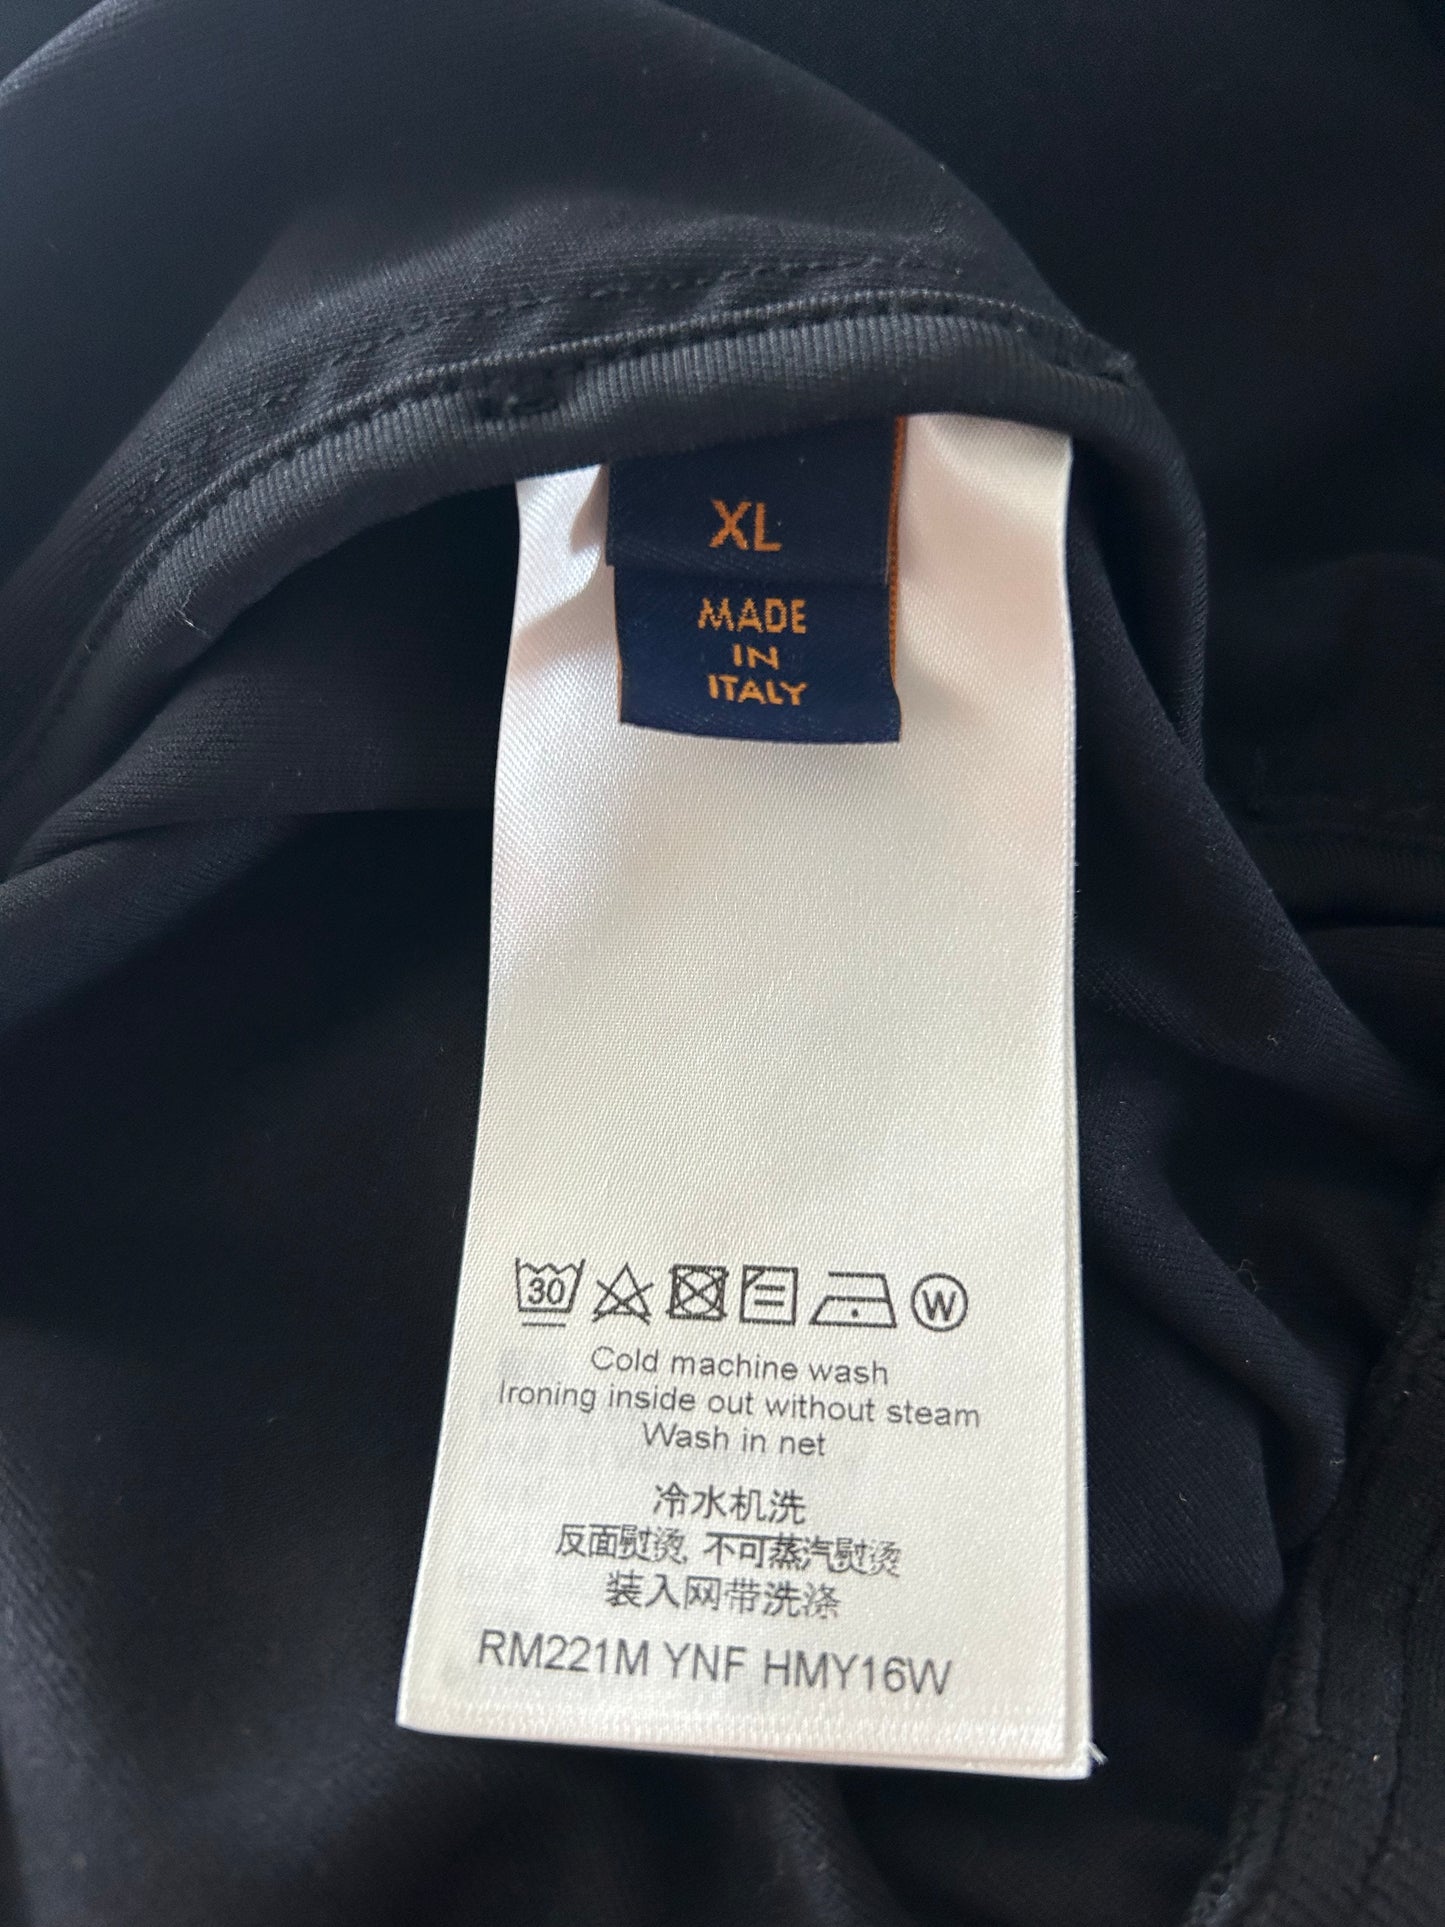 XL
MADE
IN
ITALY
30
W
Cold machine wash
Ironing inside out without steam
Wash in net
冷水机洗
反面熨烫, 不可蒸汽熨烫
装入网带洗涤
RM221M YNF HMY16W